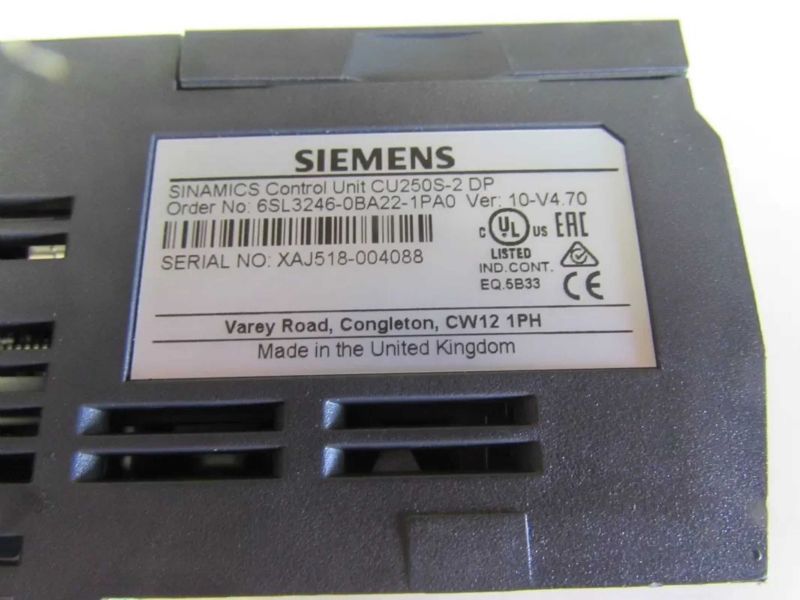 SIEMENS
SINAMICS Control Unit CU250S-2 DP
Order No: 6SL3246-0BA22-1PA0 Ver: 10-V4.70
C UL US EAC
LISTED
SERIAL NO: XAJ518-004088
IND.CONT.
EQ.5B33 CE
Varey Road, Congleton, CW12 1PH
Made in the United Kingdom